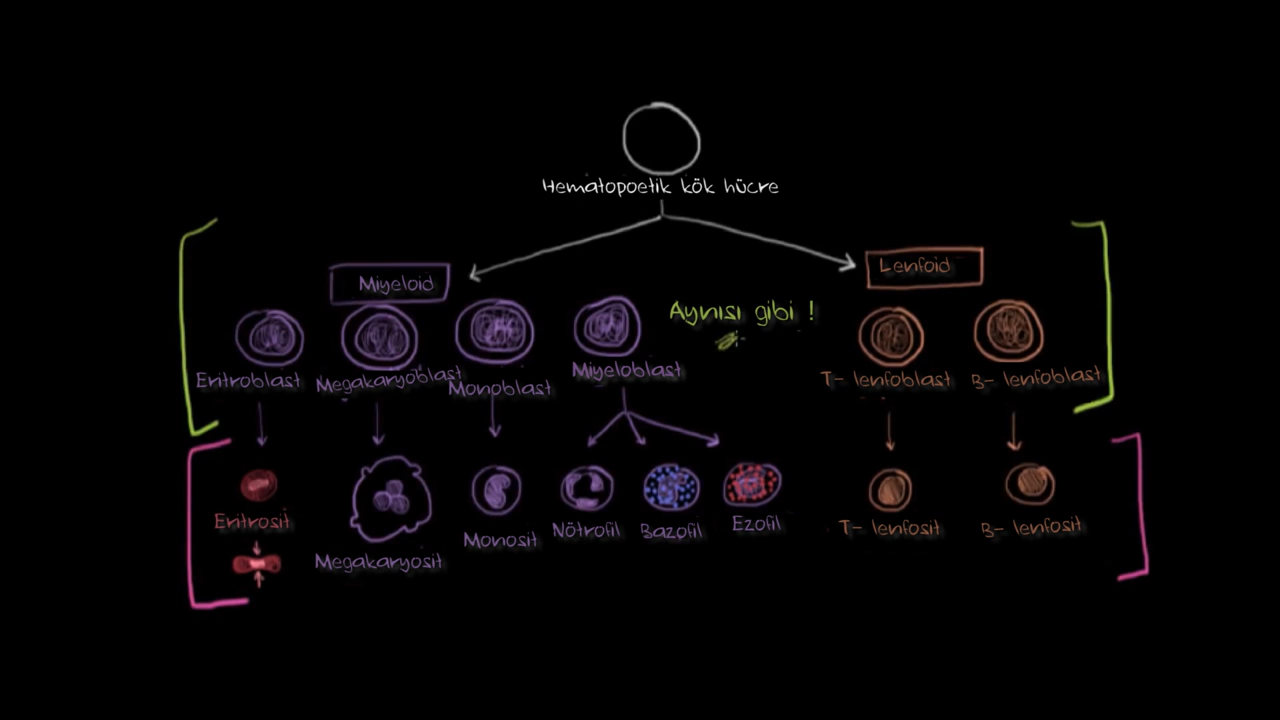 Hematopoetik kök hücre
Miyeloid
Lenfoid
Aynısı gibi !
Eritroblast
Megakaryoblast
Monoblast
Miyeloblast
T- lenfoblast
B- lenfoblast
Eritrosit
Megakaryosit
Monosit
Nötrofil
Bazofil
Ezofil
T- lenfosit
B- lenfosit